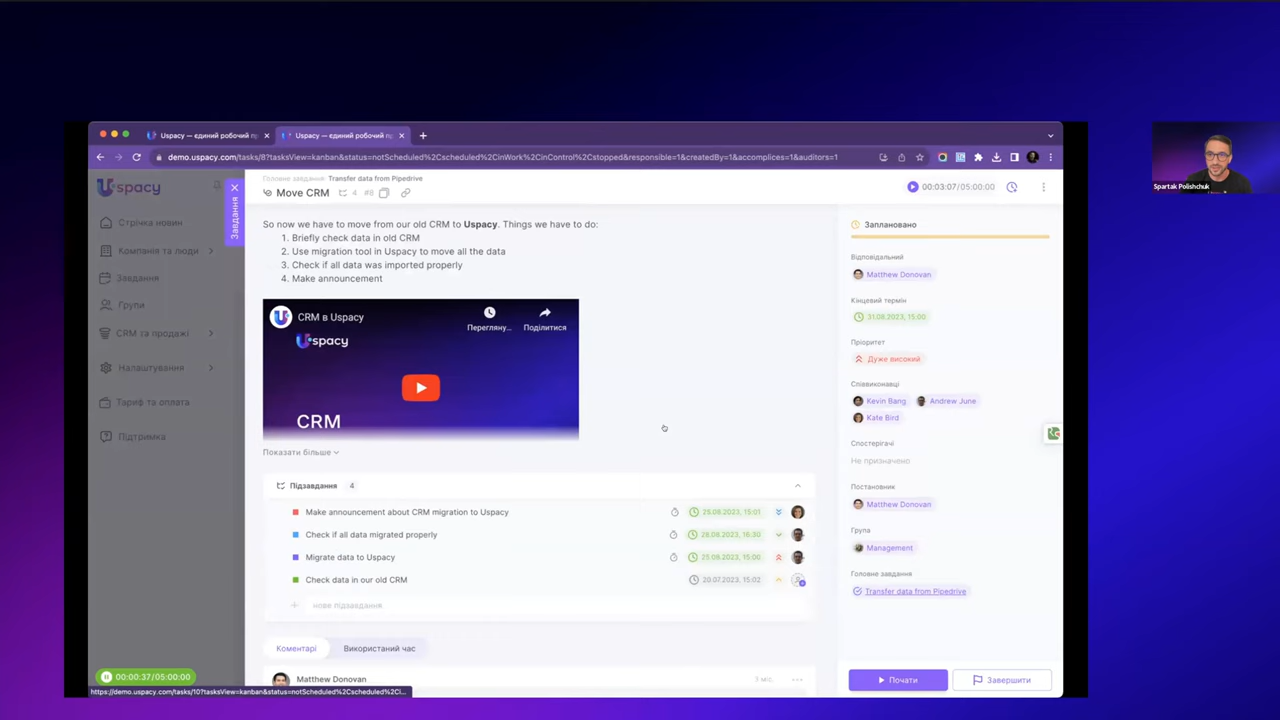 Uspacy — єдиний робочий пр
Uspacy — єдиний робочий пр
demo.uspacy.com/tasks/8?tasksView=kanban&status=notScheduled%2Cscheduled%2CinWork%2CinControl%2Cstopped&responsible=1&createdBy=1&accomplices=1&auditors=1
Spartak Polishchuk
Uspacy
Стрічка новин
Компанія та люди
Завдання
Групи
CRM та продажі
Налаштування
Тариф та оплата
Підтримка
00:00:37/05:00:00
https://demo.uspacy.com/tasks/10?tasksView=kanban&status=notScheduled%2Cscheduled%2Ci...
Завдання
Головне завдання: Transfer data from Pipedrive
Move CRM 4 #8
00:03:07/05:00:00
So now we have to move from our old CRM to Uspacy. Things we have to do:
1. Briefly check data in old CRM
2. Use migration tool in Uspacy to move all the data
3. Check if all data was imported properly
4. Make announcement
CRM в Uspacy
Переглянy...
Поділитися
Uspacy
CRM
Показати більше
Підзавдання 4
Make announcement about CRM migration to Uspacy 25.08.2023, 15:01
Check if all data migrated properly 28.08.2023, 16:30
Migrate data to Uspacy 25.09.2023, 15:00
Check data in our old CRM 20.07.2023, 15:02
+ нове підзавдання
Коментарі
Використаний час
Matthew Donovan 3 міс.
Заплановано
Відповідальний
Matthew Donovan
Кінцевий термін
31.08.2023, 15:00
Пріоритет
Дуже високий
Співвиконавці
Kevin Bang Andrew June
Kate Bird
Спостерігачі
Не призначено
Постановник
Matthew Donovan
Група
Management
Головне завдання
Transfer data from Pipedrive
Почати
Завершити